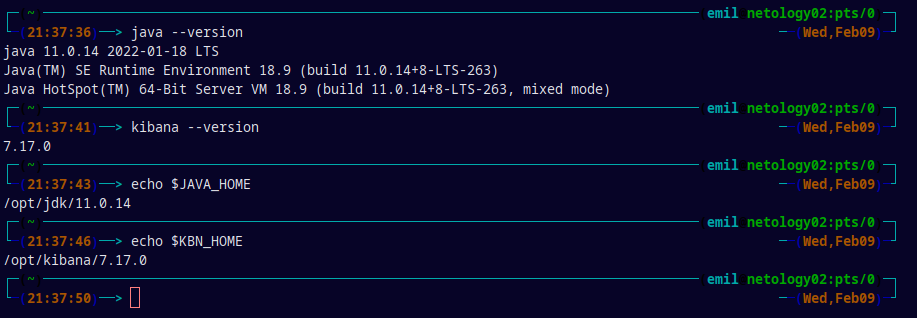 ~ emil netology02:pts/0
(21:37:36)──> java --version (Wed,Feb09)
java 11.0.14 2022-01-18 LTS
Java(TM) SE Runtime Environment 18.9 (build 11.0.14+8-LTS-263)
Java HotSpot(TM) 64-Bit Server VM 18.9 (build 11.0.14+8-LTS-263, mixed mode)
~ emil netology02:pts/0
(21:37:41)──> kibana --version (Wed,Feb09)
7.17.0
~ emil netology02:pts/0
(21:37:43)──> echo $JAVA_HOME (Wed,Feb09)
/opt/jdk/11.0.14
~ emil netology02:pts/0
(21:37:46)──> echo $KBN_HOME (Wed,Feb09)
/opt/kibana/7.17.0
~ emil netology02:pts/0
(21:37:50)──> (Wed,Feb09)